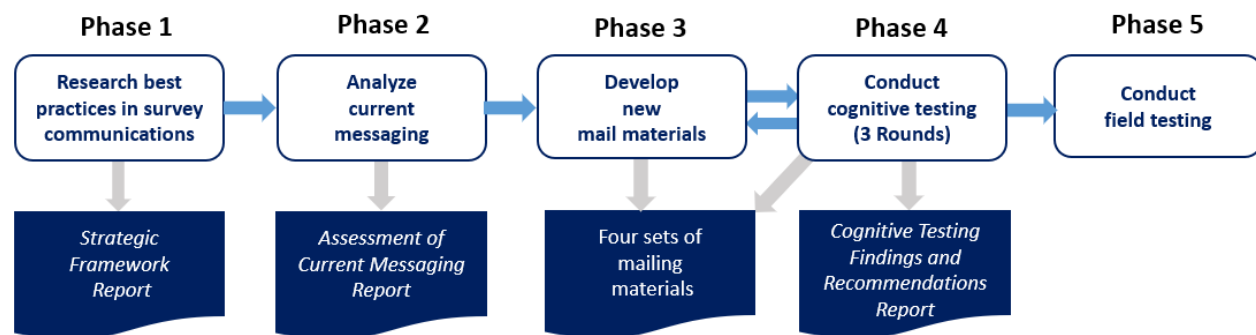 Phase 1
Phase 2
Phase 3
Phase 4
Phase 5
Research best
practices in survey
communications
Analyze
current
messaging
Develop
new
mail materials
Conduct
cognitive testing
(3 Rounds)
Conduct
field testing
Strategic
Framework
Report
Assessment of
Current Messaging
Report
Four sets of
mailing
materials
Cognitive Testing
Findings and
Recommendations
Report